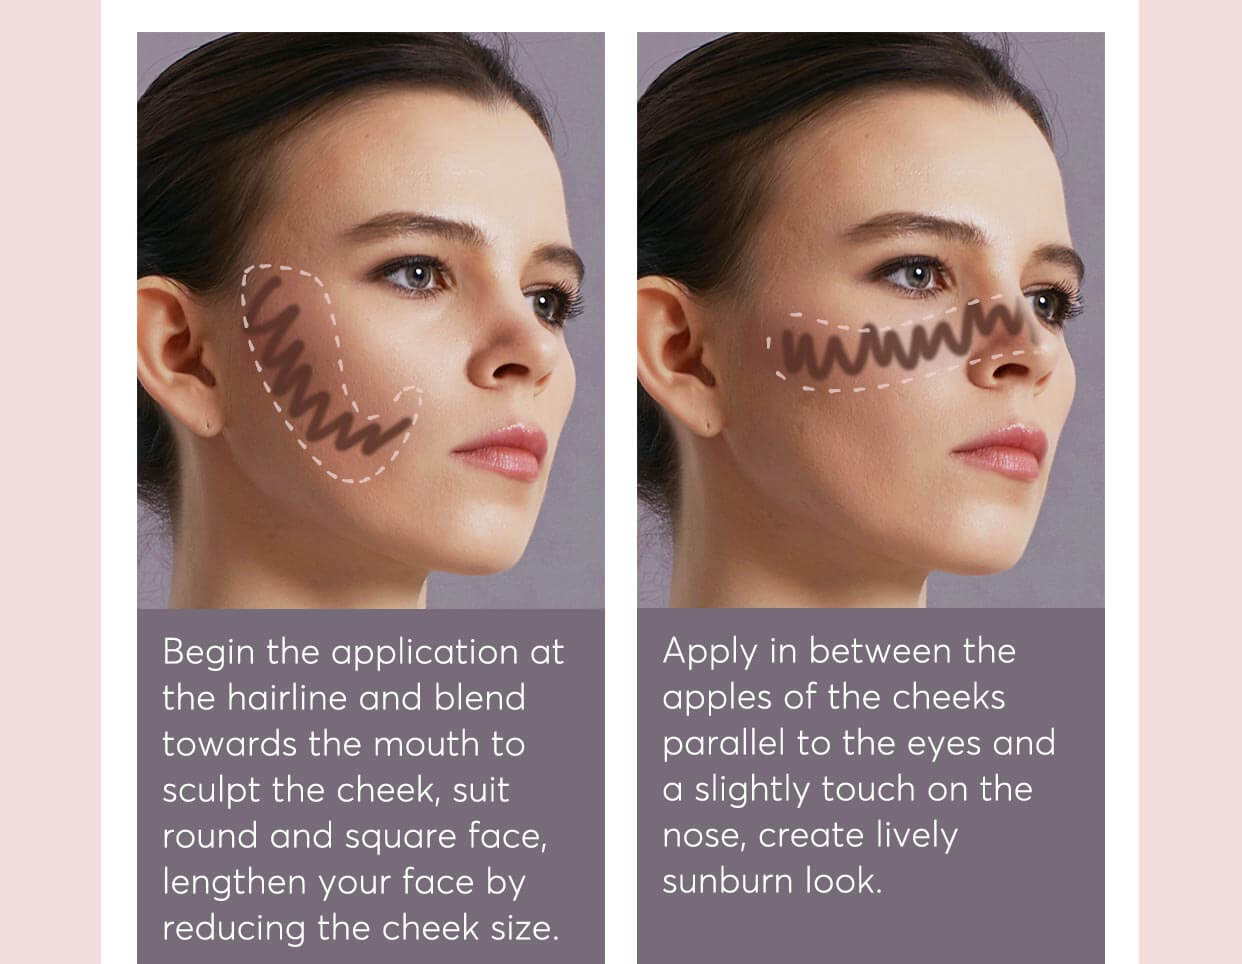 Begin the application at
the hairline and blend
towards the mouth to
sculpt the cheek, suit
round and square face,
lengthen your face by
reducing the cheek size.
Apply in between the
apples of the cheeks
parallel to the eyes and
a slightly touch on the
nose, create lively
sunburn look.